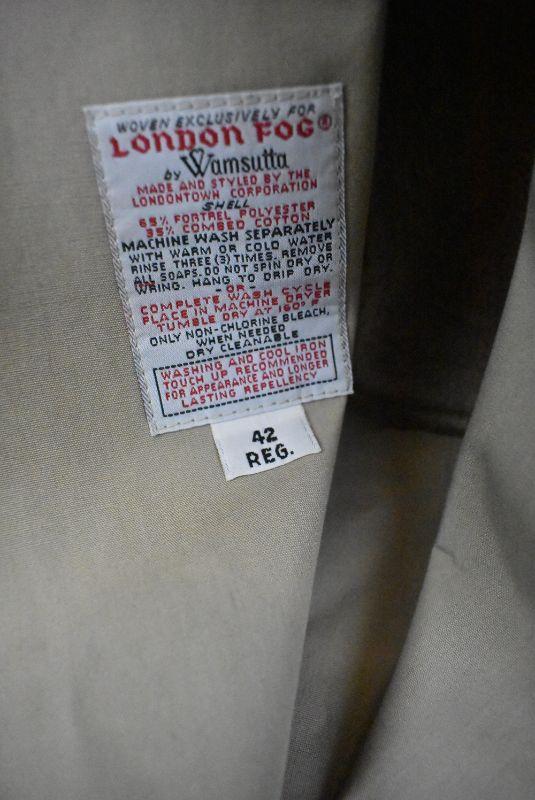 WOVEN EXCLUSIVELY FOR
LONDON FOG®
by Wamsutta
MADE AND STYLED BY THE
LONDONTOWN CORPORATION
SHELL
65% FORTREL POLYESTER
35% COMBED COTTON
MACHINE WASH SEPARATELY
WITH WARM OR COLD WATER
RINSE THREE (3) TIMES. REMOVE
ALL SOAPS. DO NOT SPIN DRY OR
WRING. HANG TO DRIP DRY.
-OR-
COMPLETE WASH CYCLE
PLACE IN MACHINE DRYER
TUMBLE DRY AT 160° F
ONLY NON-CHLORINE BLEACH,
WHEN NEEDED
DRY CLEANABLE
WASHING AND COOL IRON
TOUCH UP RECOMMENDED
FOR APPEARANCE AND LONGER
LASTING REPELLENCY
42
REG.